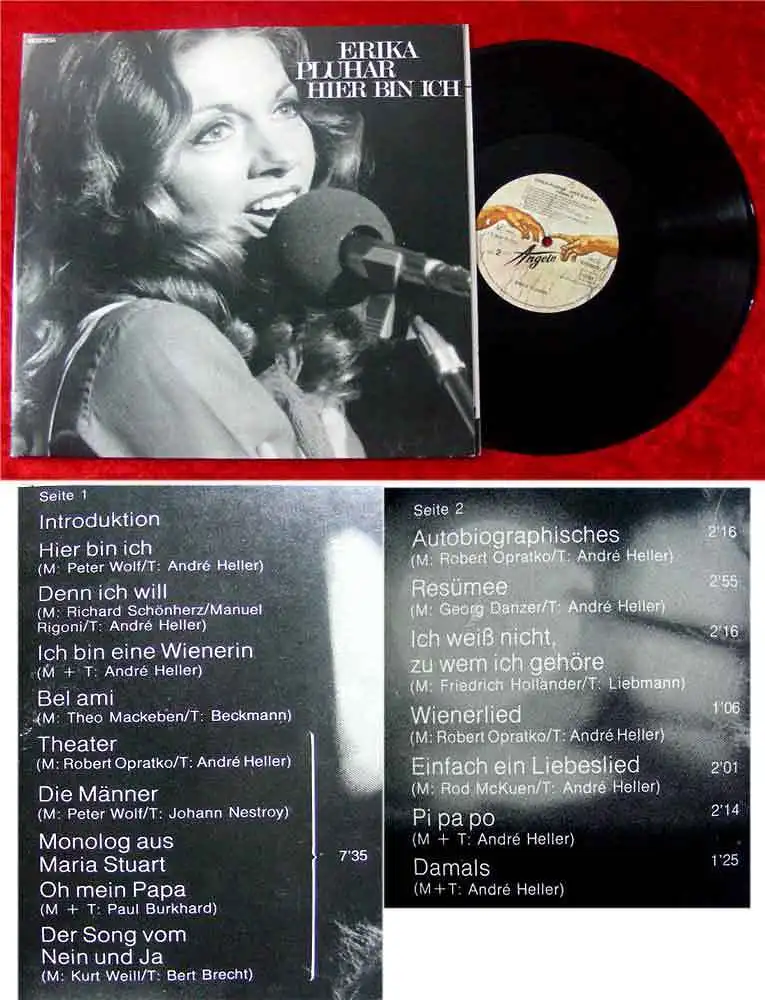 ERIKA
PLUHAR
HIER BIN ICH
2
Angelo
Seite 1
Introduktion
Hier bin ich
(M: Peter Wolf/T: André Heller)
Denn ich will
(M: Richard Schönherz/Manuel
Rigoni/T: André Heller)
Ich bin eine Wienerin
(M + T: André Heller)
Bel ami
(M: Theo Mackeben/T: Beckmann)
Theater
(M: Robert Opratko/T: André Heller)
Die Männer
(M: Peter Wolf/T: Johann Nestroy)
Monolog aus
Maria Stuart
7'35
Oh mein Papa
(M + T: Paul Burkhard)
Der Song vom
Nein und Ja
(M: Kurt Weill/T: Bert Brecht)
Seite 2
Autobiographisches 2'16
(M: Robert Opratko/T: André Heller)
Resümee 2'55
(M: Georg Danzer/T: André Heller)
Ich weiß nicht, 2'16
zu wem ich gehöre
(M: Friedrich Hollander/T: Liebmann)
Wienerlied 1'06
(M: Robert Opratko/T: André Heller)
Einfach ein Liebeslied 2'01
(M: Rod McKuen/T: André Heller)
Pi pa po 2'14
(M + T: André Heller)
Damals 1'25
(M+T: André Heller)